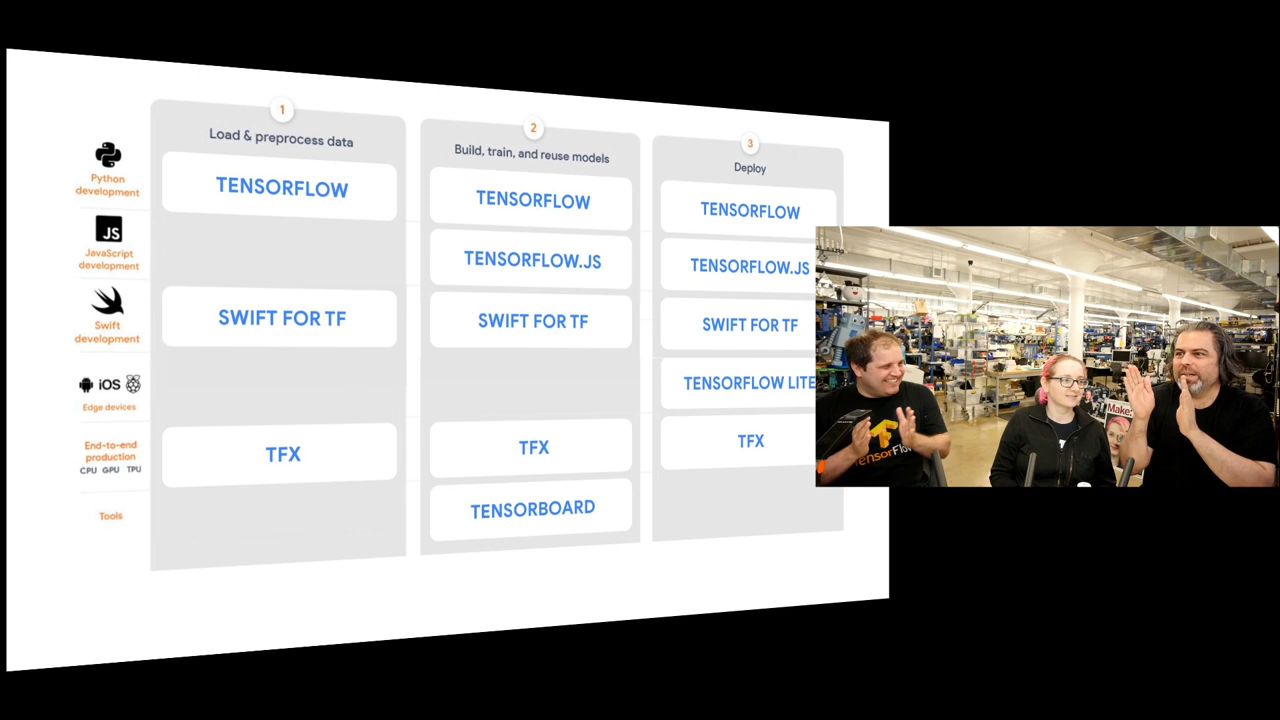 1
Load & preprocess data
2
Build, train, and reuse models
3
Deploy
Python
development
TENSORFLOW
TENSORFLOW
TENSORFLOW
JS
JavaScript
development
TENSORFLOW.JS
TENSORFLOW.JS
Swift
development
SWIFT FOR TF
SWIFT FOR TF
SWIFT FOR TF
iOS
Edge devices
TENSORFLOW LITE
End-to-end
production
CPU GPU TPU
TFX
TFX
TFX
Tools
TENSORBOARD
TensorFlow
Make: